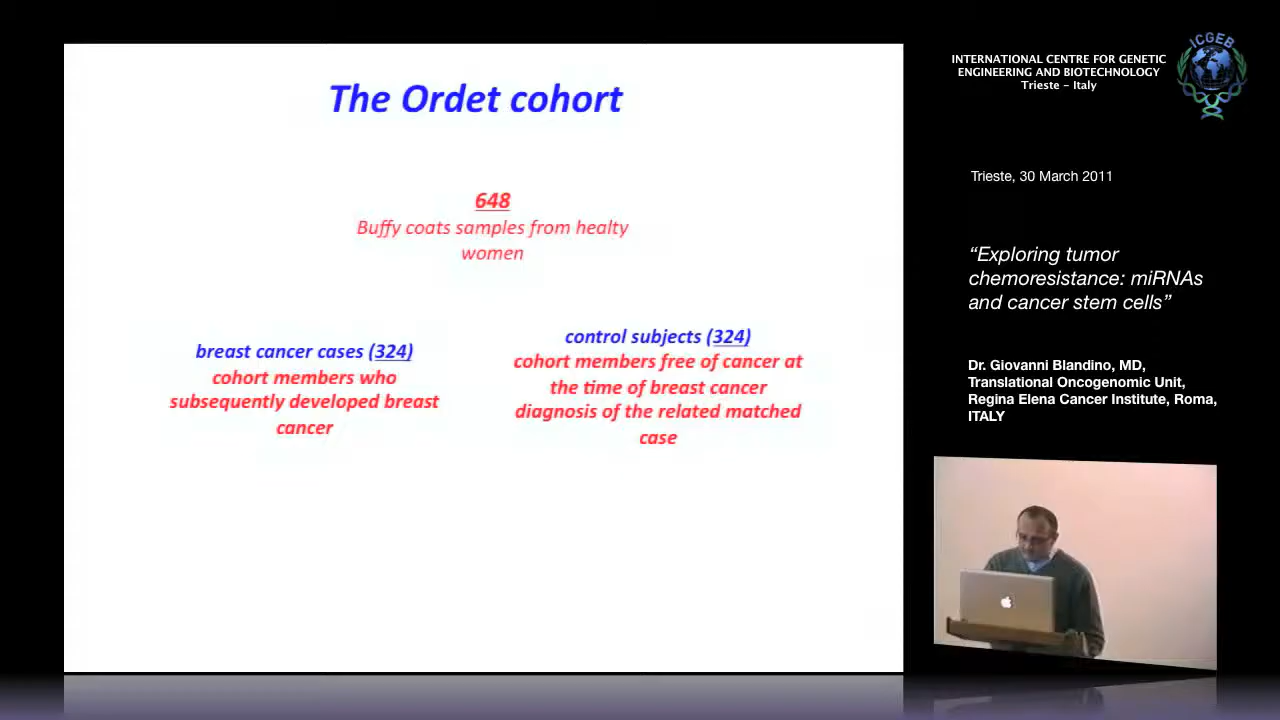 The Ordet cohort
648
Buffy coats samples from healty
women
breast cancer cases (324)
cohort members who
subsequently developed breast
cancer
control subjects (324)
cohort members free of cancer at
the time of breast cancer
diagnosis of the related matched
case
INTERNATIONAL CENTRE FOR GENETIC
ENGINEERING AND BIOTECHNOLOGY
Trieste - Italy
ICGEB
Trieste, 30 March 2011
“Exploring tumor
chemoresistance: miRNAs
and cancer stem cells”
Dr. Giovanni Blandino, MD,
Translational Oncogenomic Unit,
Regina Elena Cancer Institute, Roma,
ITALY